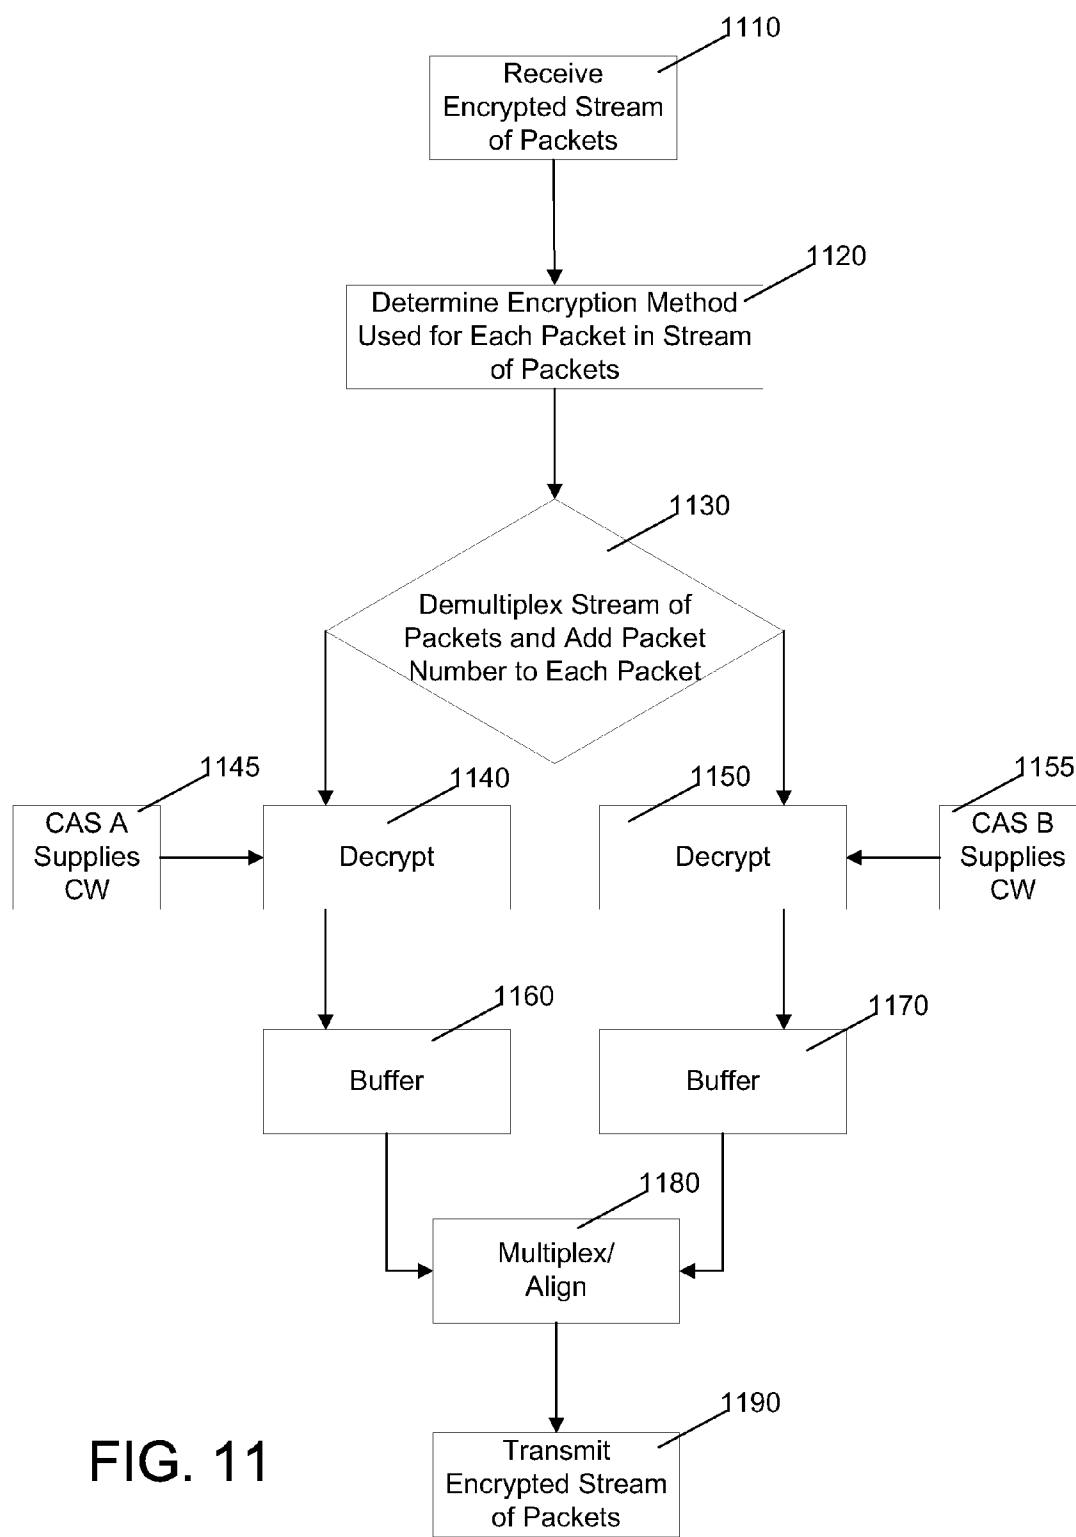 1110
Receive
Encrypted Stream
of Packets
1120
Determine Encryption Method
Used for Each Packet in Stream
of Packets
1130
Demultiplex Stream of
Packets and Add Packet
Number to Each Packet
1145
CAS A
Supplies
CW
1140
Decrypt
1150
Decrypt
1155
CAS B
Supplies
CW
1160
Buffer
1170
Buffer
1180
Multiplex/
Align
1190
Transmit
Encrypted Stream
of Packets
FIG. 11